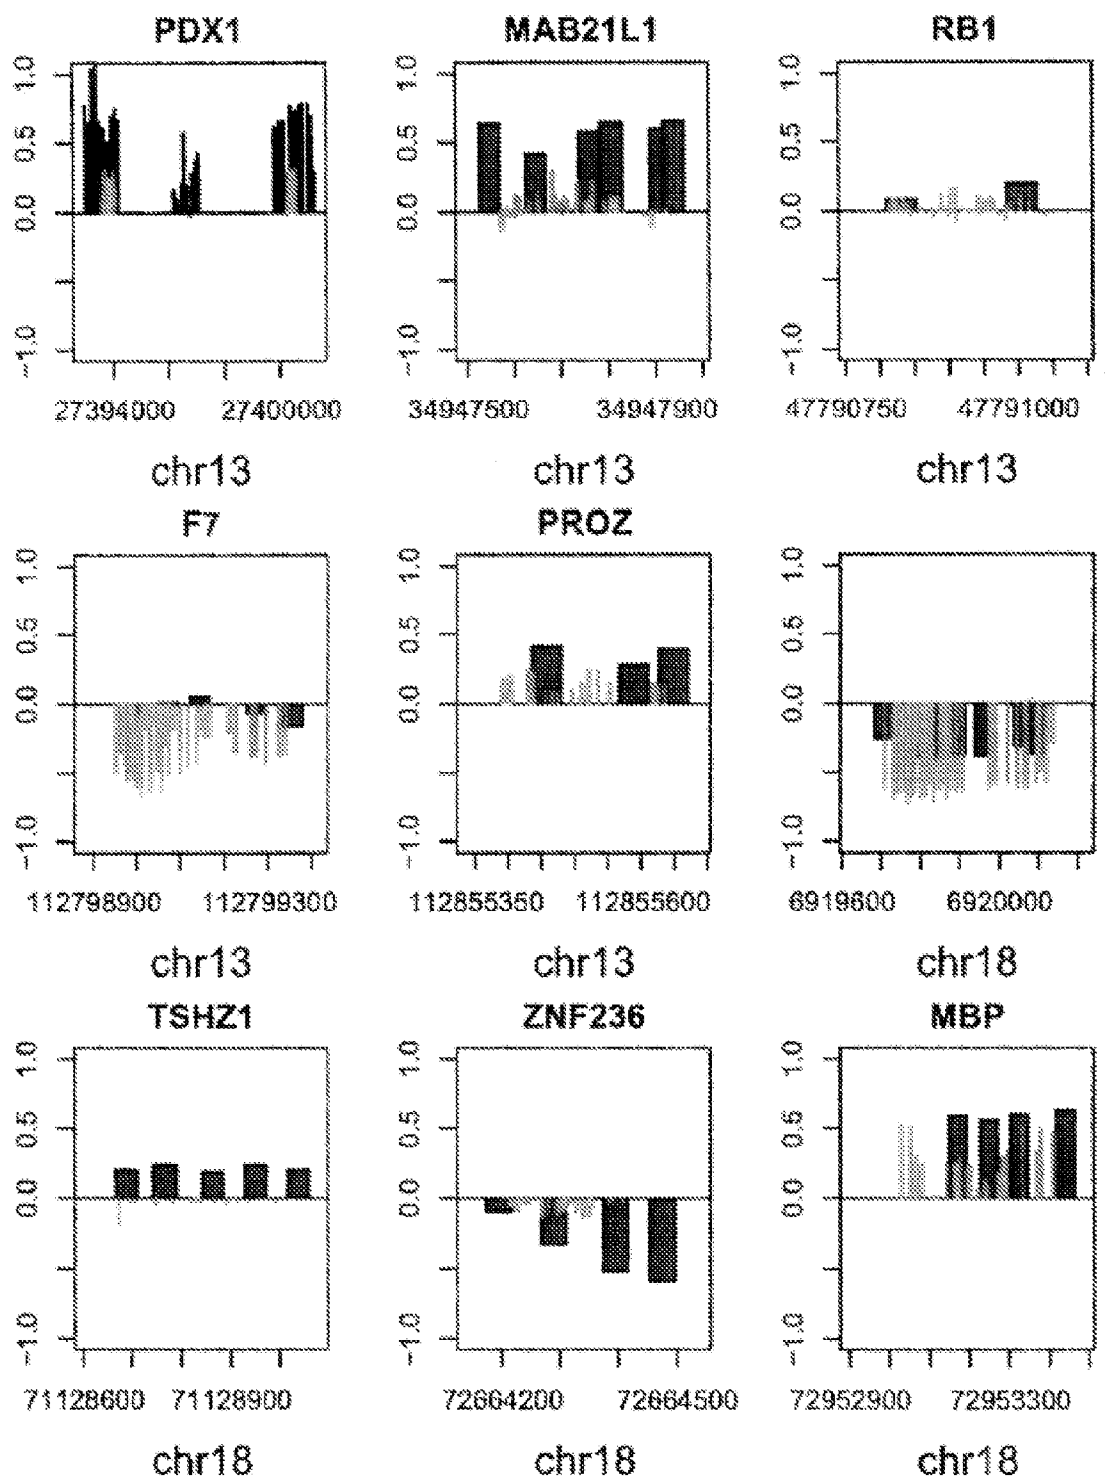 PDX1 MAB21L1 RB1
1.0 1.0 1.0
0.5 0.5 0.5
0.0 0.0 0.0
-1.0 -1.0 -1.0
27394000 27400000 34947500 34947900 47790750 47791000
chr13 chr13 chr13
F7 PROZ
1.0 1.0 1.0
0.5 0.5 0.5
0.0 0.0 0.0
-1.0 -1.0 -1.0
112798900 112799300 112855350 112855600 6919600 6920000
chr13 chr13 chr18
TSHZ1 ZNF236 MBP
1.0 1.0 1.0
0.5 0.5 0.5
0.0 0.0 0.0
-1.0 -1.0 -1.0
71128600 71128900 72664200 72664500 72952900 72953300
chr18 chr18 chr18